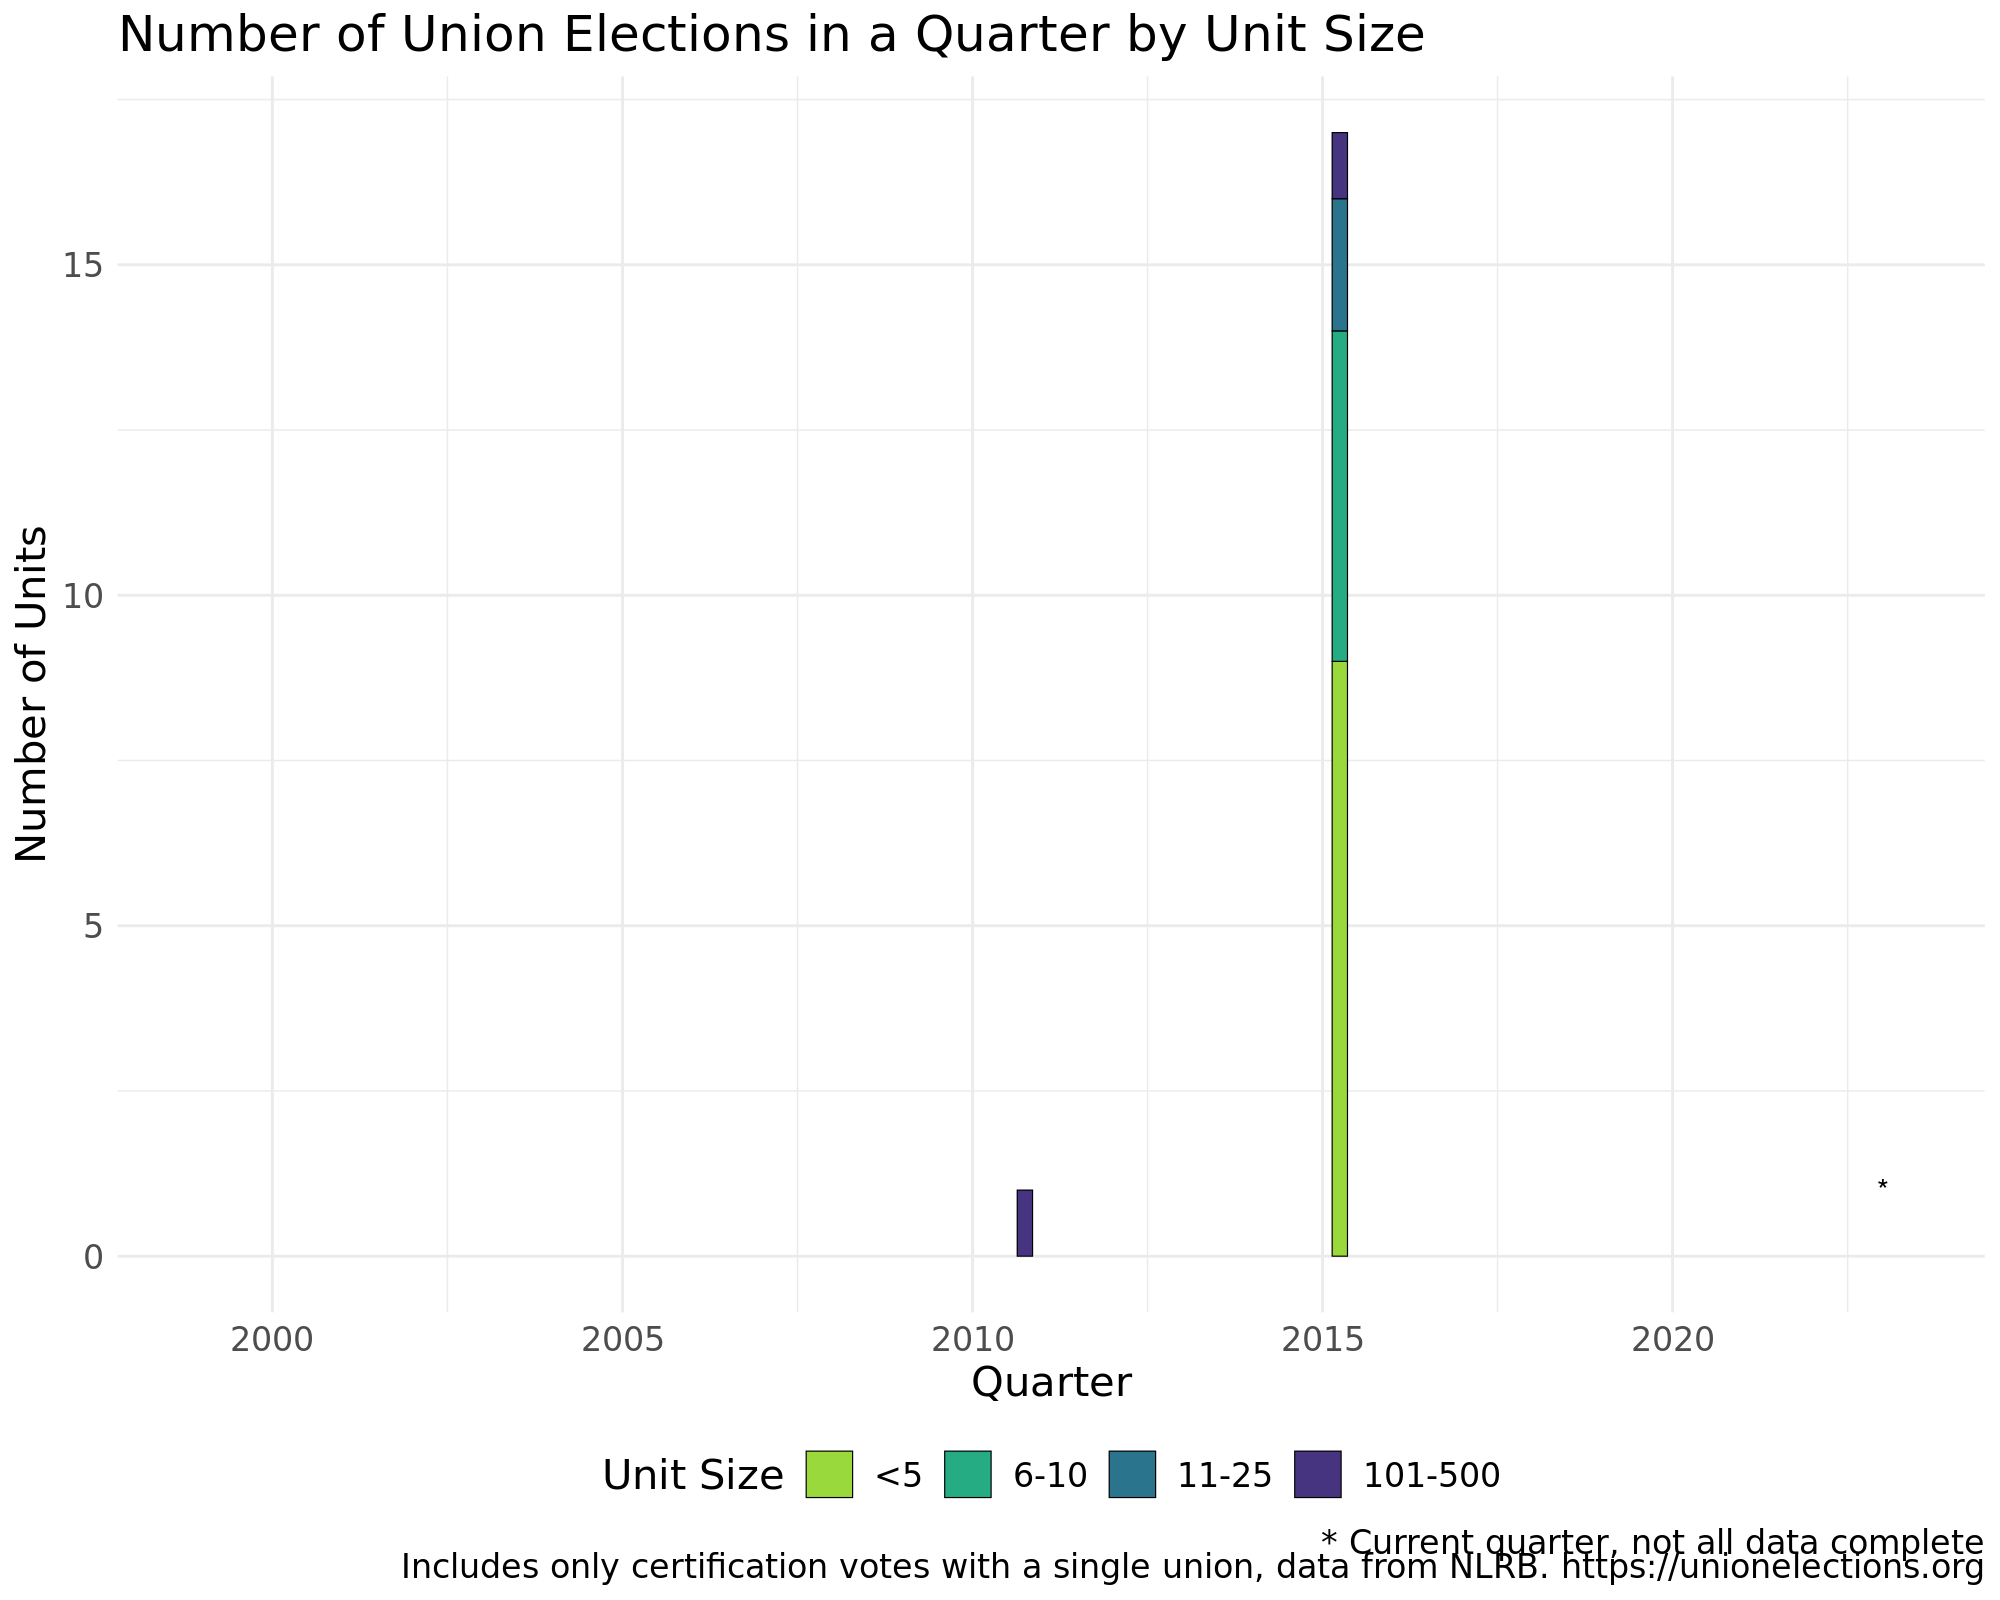 Number of Union Elections in a Quarter by Unit Size
Number of Units
15
10
5
0
*
2000 2005 2010 2015 2020
Quarter
Unit Size <5 6-10 11-25 101-500
* Current quarter, not all data complete
Includes only certification votes with a single union, data from NLRB. https://unionelections.org